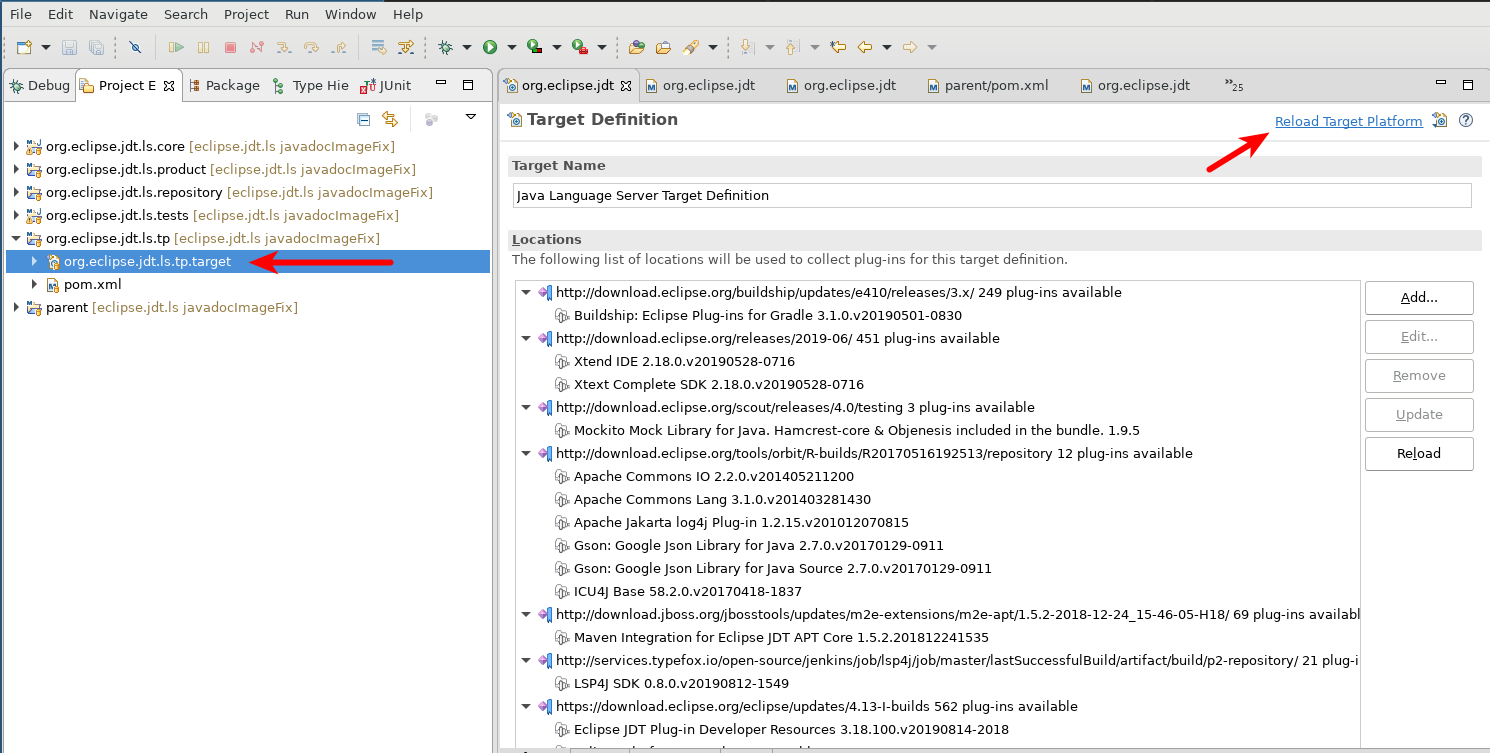 File Edit Navigate Search Project Run Window Help
Debug Project E Package Type Hie JUnit
org.eclipse.jdt.ls.core [eclipse.jdt.ls javadocImageFix]
org.eclipse.jdt.ls.product [eclipse.jdt.ls javadocImageFix]
org.eclipse.jdt.ls.repository [eclipse.jdt.ls javadocImageFix]
org.eclipse.jdt.ls.tests [eclipse.jdt.ls javadocImageFix]
org.eclipse.jdt.ls.tp [eclipse.jdt.ls javadocImageFix]
org.eclipse.jdt.ls.tp.target
pom.xml
parent [eclipse.jdt.ls javadocImageFix]
org.eclipse.jdt org.eclipse.jdt org.eclipse.jdt parent/pom.xml org.eclipse.jdt »25
Target Definition
Reload Target Platform
Target Name
Java Language Server Target Definition
Locations
The following list of locations will be used to collect plug-ins for this target definition.
http://download.eclipse.org/buildship/updates/e410/releases/3.x/ 249 plug-ins available
Buildship: Eclipse Plug-ins for Gradle 3.1.0.v20190501-0830
http://download.eclipse.org/releases/2019-06/ 451 plug-ins available
Xtend IDE 2.18.0.v20190528-0716
Xtext Complete SDK 2.18.0.v20190528-0716
http://download.eclipse.org/scout/releases/4.0/testing 3 plug-ins available
Mockito Mock Library for Java. Hamcrest-core & Objenesis included in the bundle. 1.9.5
http://download.eclipse.org/tools/orbit/R-builds/R20170516192513/repository 12 plug-ins available
Apache Commons IO 2.2.0.v201405211200
Apache Commons Lang 3.1.0.v201403281430
Apache Jakarta log4j Plug-in 1.2.15.v201012070815
Gson: Google Json Library for Java 2.7.0.v20170129-0911
Gson: Google Json Library for Java Source 2.7.0.v20170129-0911
ICU4J Base 58.2.0.v20170418-1837
http://download.jboss.org/jbosstools/updates/m2e-extensions/m2e-apt/1.5.2-2018-12-24_15-46-05-H18/ 69 plug-ins availabl
Maven Integration for Eclipse JDT APT Core 1.5.2.201812241535
http://services.typefox.io/open-source/jenkins/job/lsp4j/job/master/lastSuccessfulBuild/artifact/build/p2-repository/ 21 plug-i
LSP4J SDK 0.8.0.v20190812-1549
https://download.eclipse.org/eclipse/updates/4.13-I-builds 562 plug-ins available
Eclipse JDT Plug-in Developer Resources 3.18.100.v20190814-2018
Add...
Edit...
Remove
Update
Reload